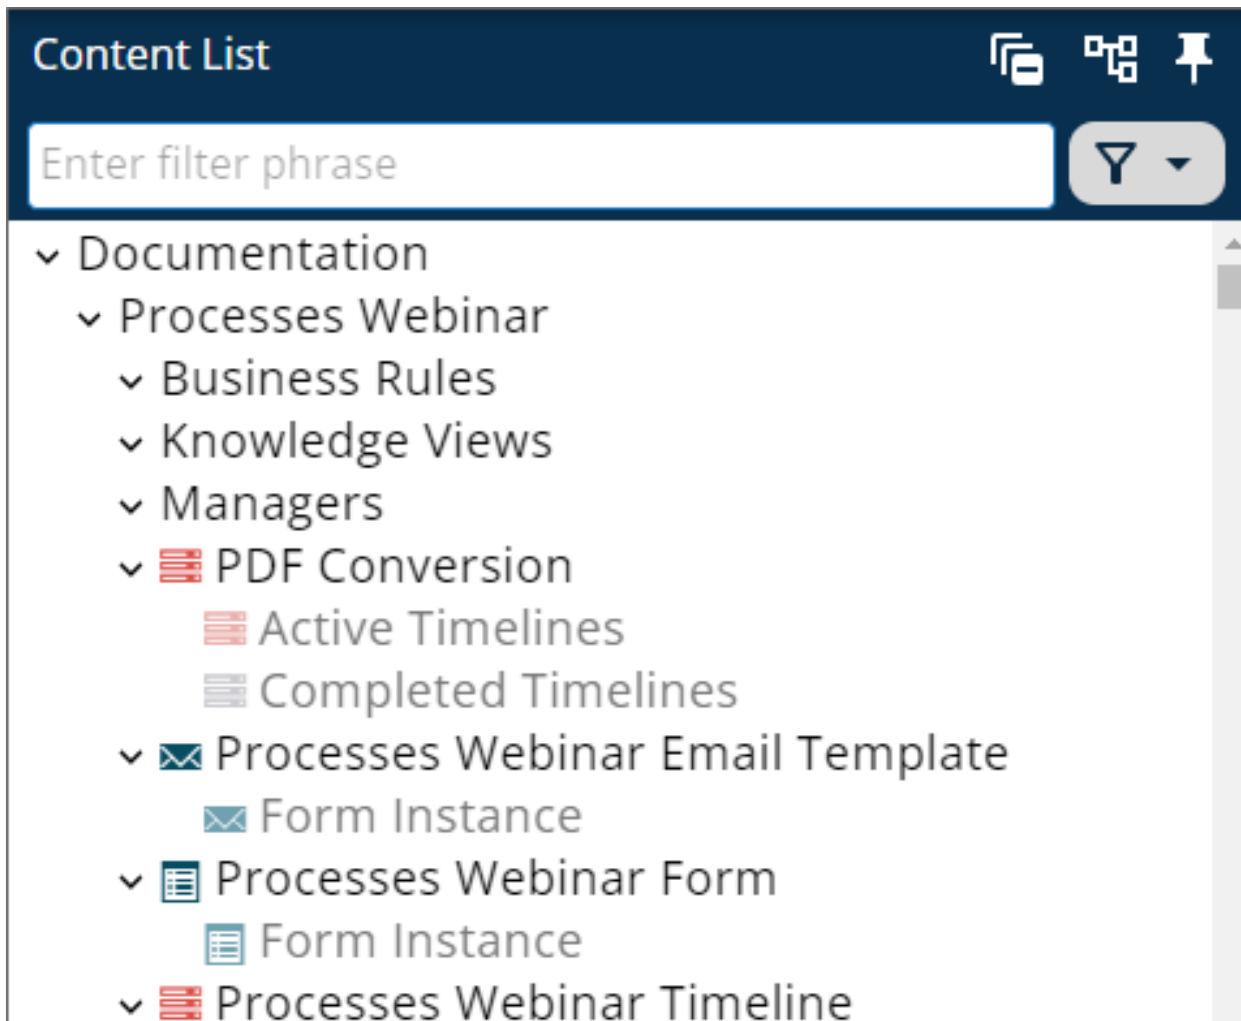 Content List
Enter filter phrase
Documentation
Processes Webinar
Business Rules
Knowledge Views
Managers
PDF Conversion
Active Timelines
Completed Timelines
Processes Webinar Email Template
Form Instance
Processes Webinar Form
Form Instance
Processes Webinar Timeline